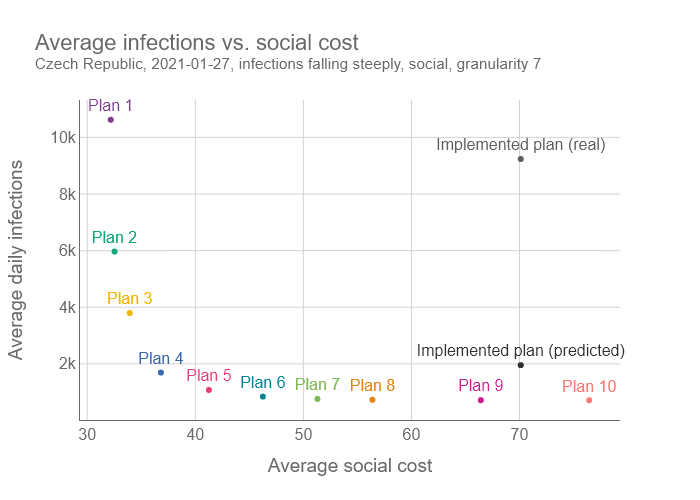 Average infections vs. social cost
Czech Republic, 2021-01-27, infections falling steeply, social, granularity 7
Plan 1
10k
Implemented plan (real)
8k
Plan 2
6k
Plan 3
4k
Plan 4
Implemented plan (predicted)
2k
Plan 5
Plan 6
Plan 7
Plan 8
Plan 9
Plan 10
30 40 50 60 70
Average social cost
Average daily infections